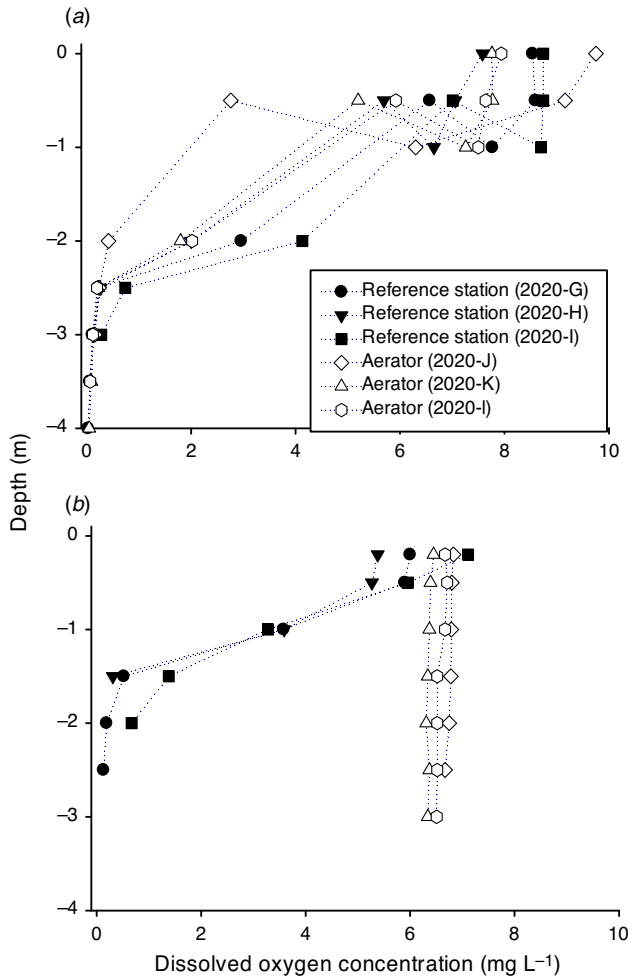 (a)
0
–1
–2
–3
–4
0 2 4 6 8 10
Reference station (2020-G)
Reference station (2020-H)
Reference station (2020-I)
Aerator (2020-J)
Aerator (2020-K)
Aerator (2020-l)
Depth (m)
(b)
0
–1
–2
–3
–4
0 2 4 6 8 10
Dissolved oxygen concentration (mg L–1)